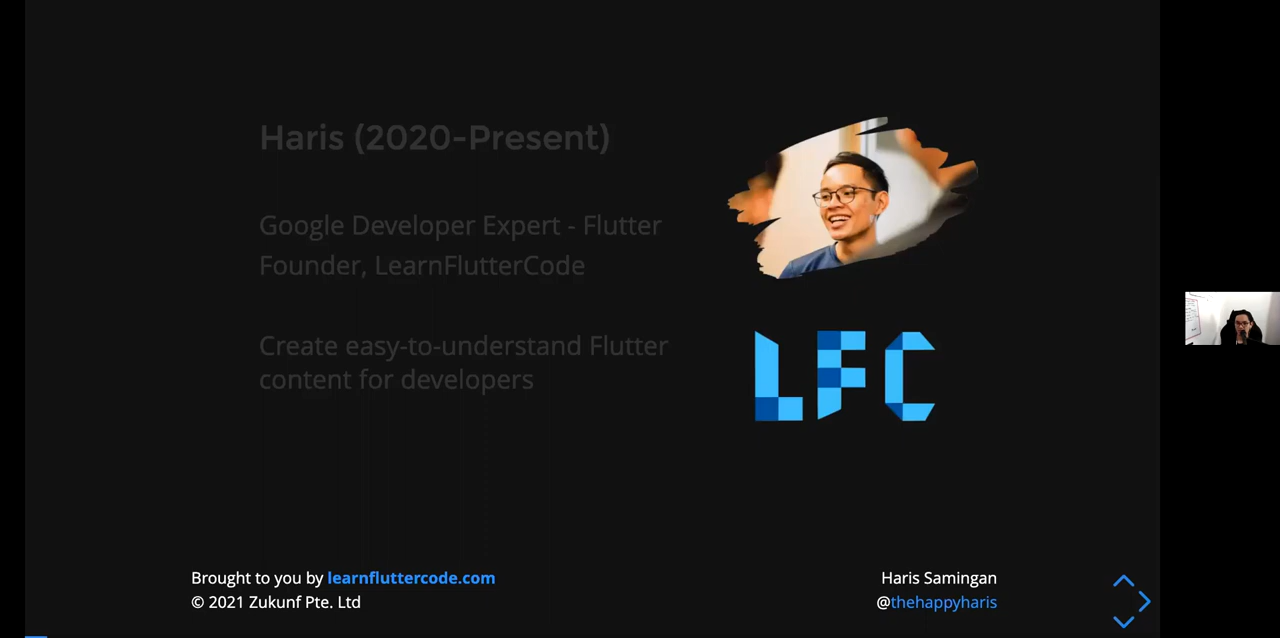 Haris (2020-Present)
Google Developer Expert - Flutter
Founder, LearnFlutterCode
Create easy-to-understand Flutter
content for developers
LFC
Brought to you by learnfluttercode.com
© 2021 Zukunf Pte. Ltd
Haris Samingan
@thehappyharis